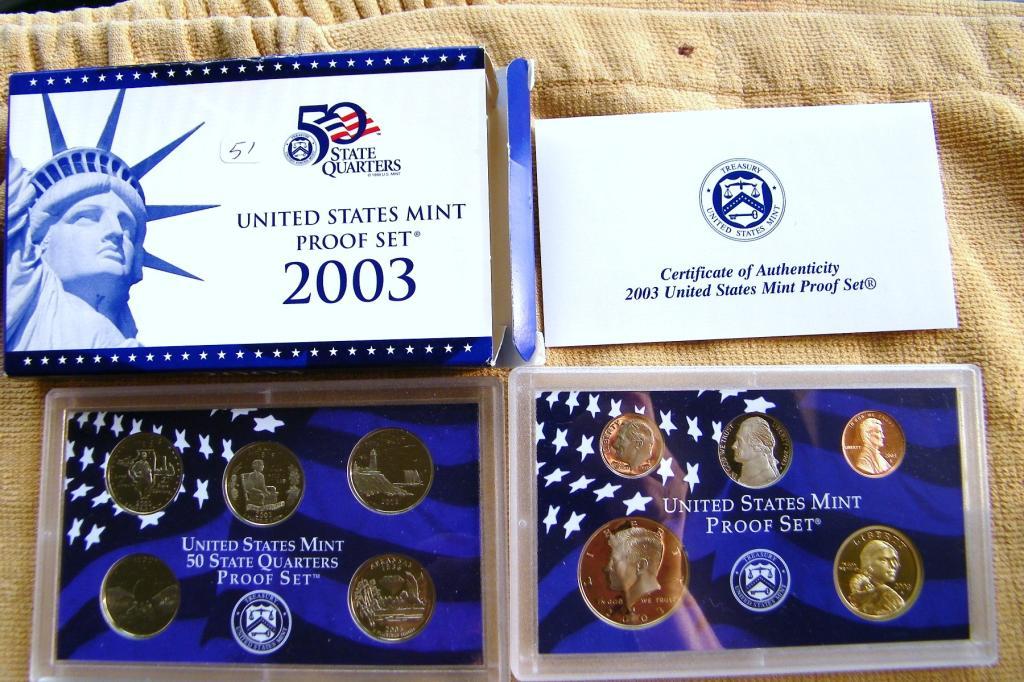 50
STATE
QUARTERS
51
UNITED STATES MINT
PROOF SET®
2003
TREASURY
UNITED STATES MINT
Certificate of Authenticity
2003 United States Mint Proof Set®
UNITED STATES MINT
50 STATE QUARTERS
PROOF SET™
UNITED STATES MINT
PROOF SET®
TREASURY
LIBERTY
IN GOD WE TRUST
LIBERTY